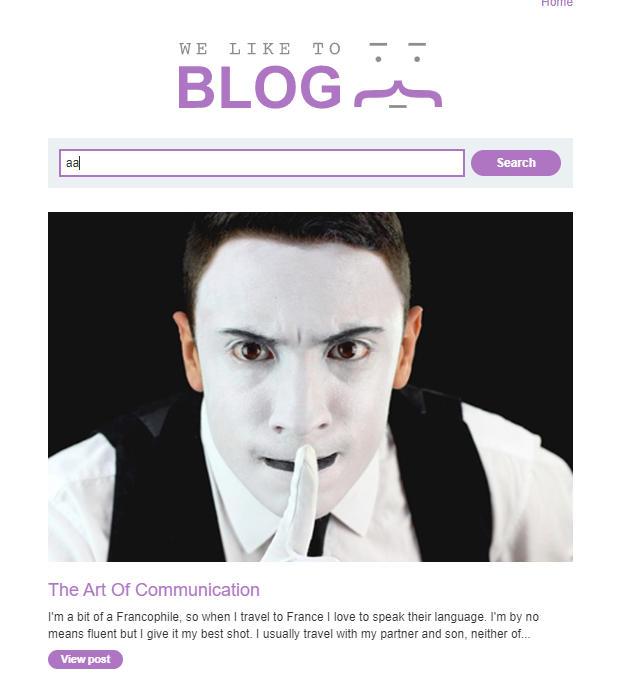 Home
WE LIKE TO
BLOG
aa
Search
The Art Of Communication
I'm a bit of a Francophile, so when I travel to France I love to speak their language. I'm by no
means fluent but I give it my best shot. I usually travel with my partner and son, neither of...
View post